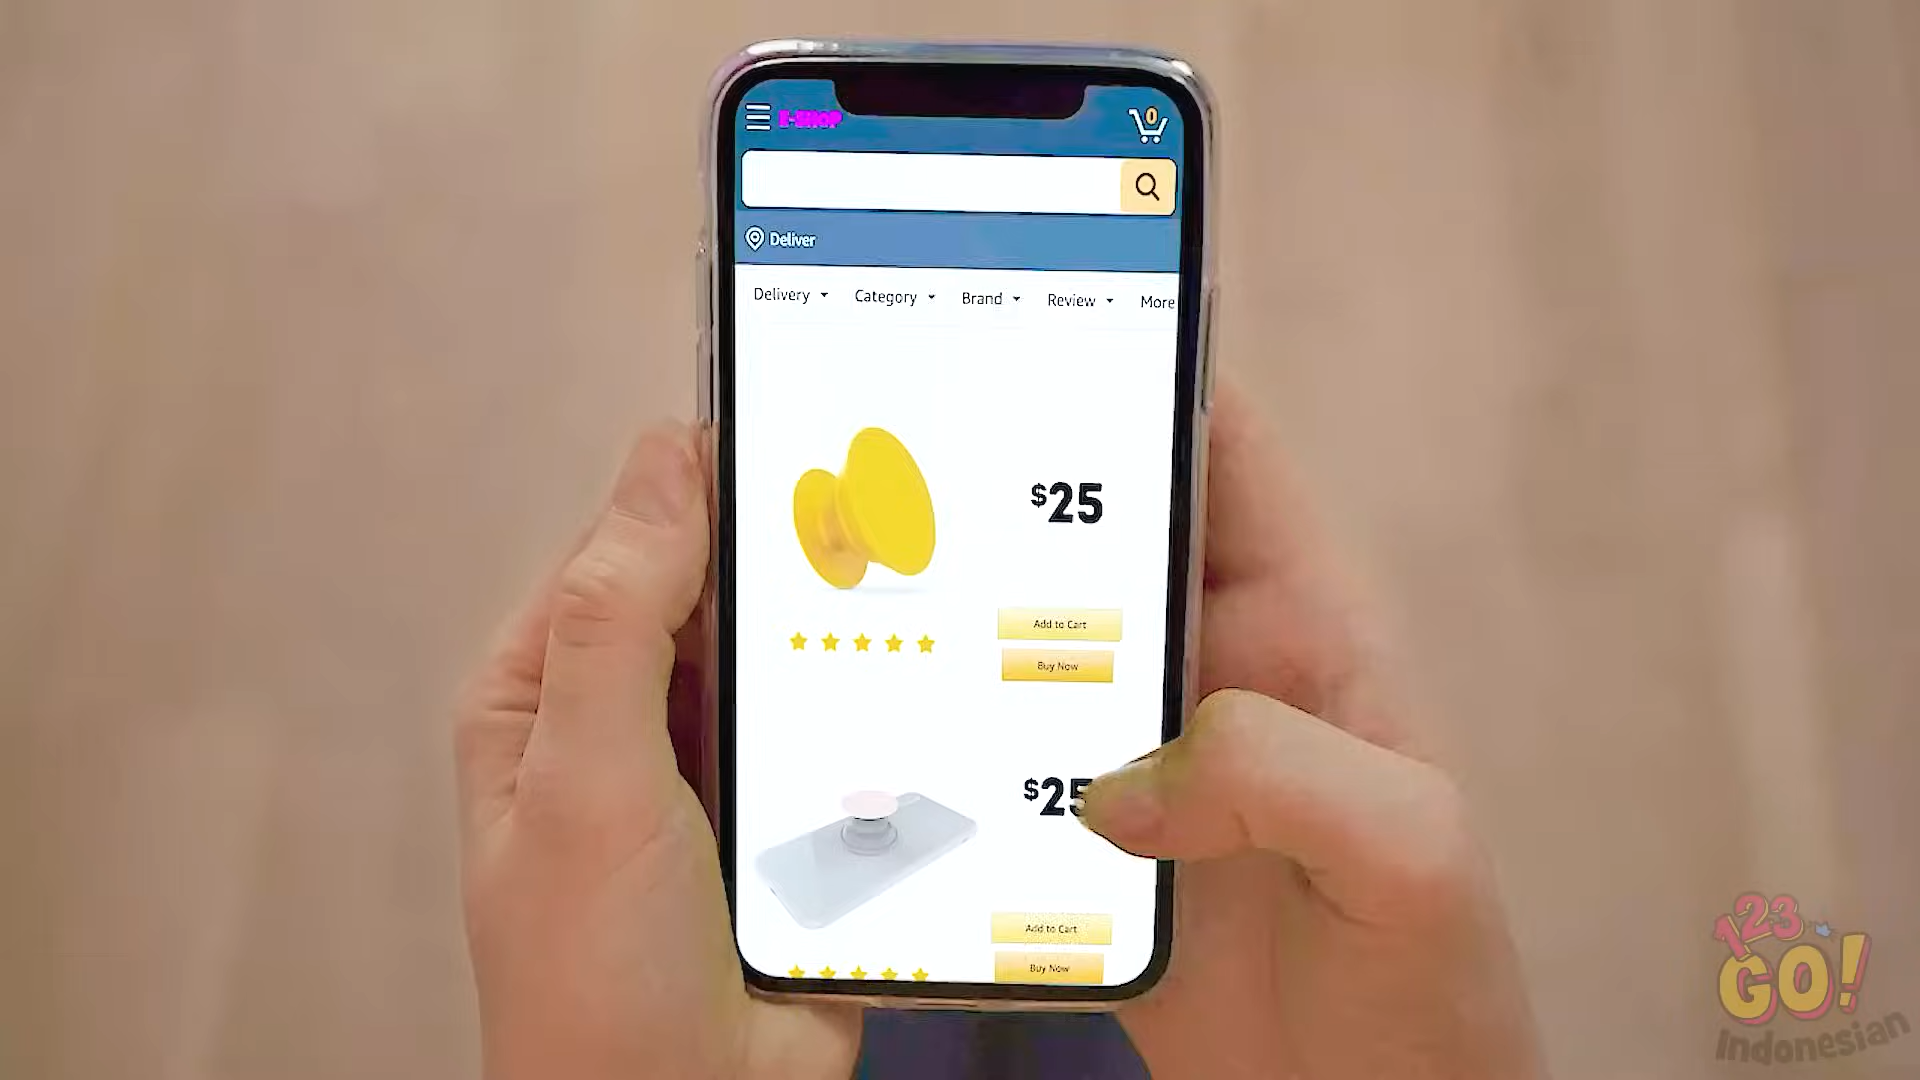 E-SHOP
0
Deliver
Delivery Category Brand Review More
$25
Add to Cart
Buy Now
$25
Add to Cart
Buy Now
123
GO!
Indonesian